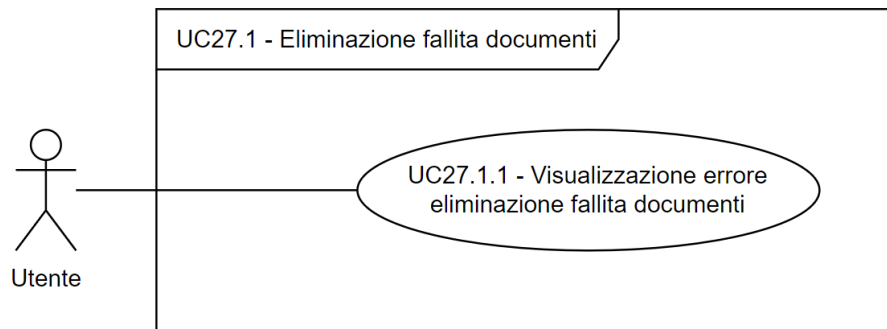 UC27.1 - Eliminazione fallita documenti
UC27.1.1 - Visualizzazione errore
eliminazione fallita documenti
Utente